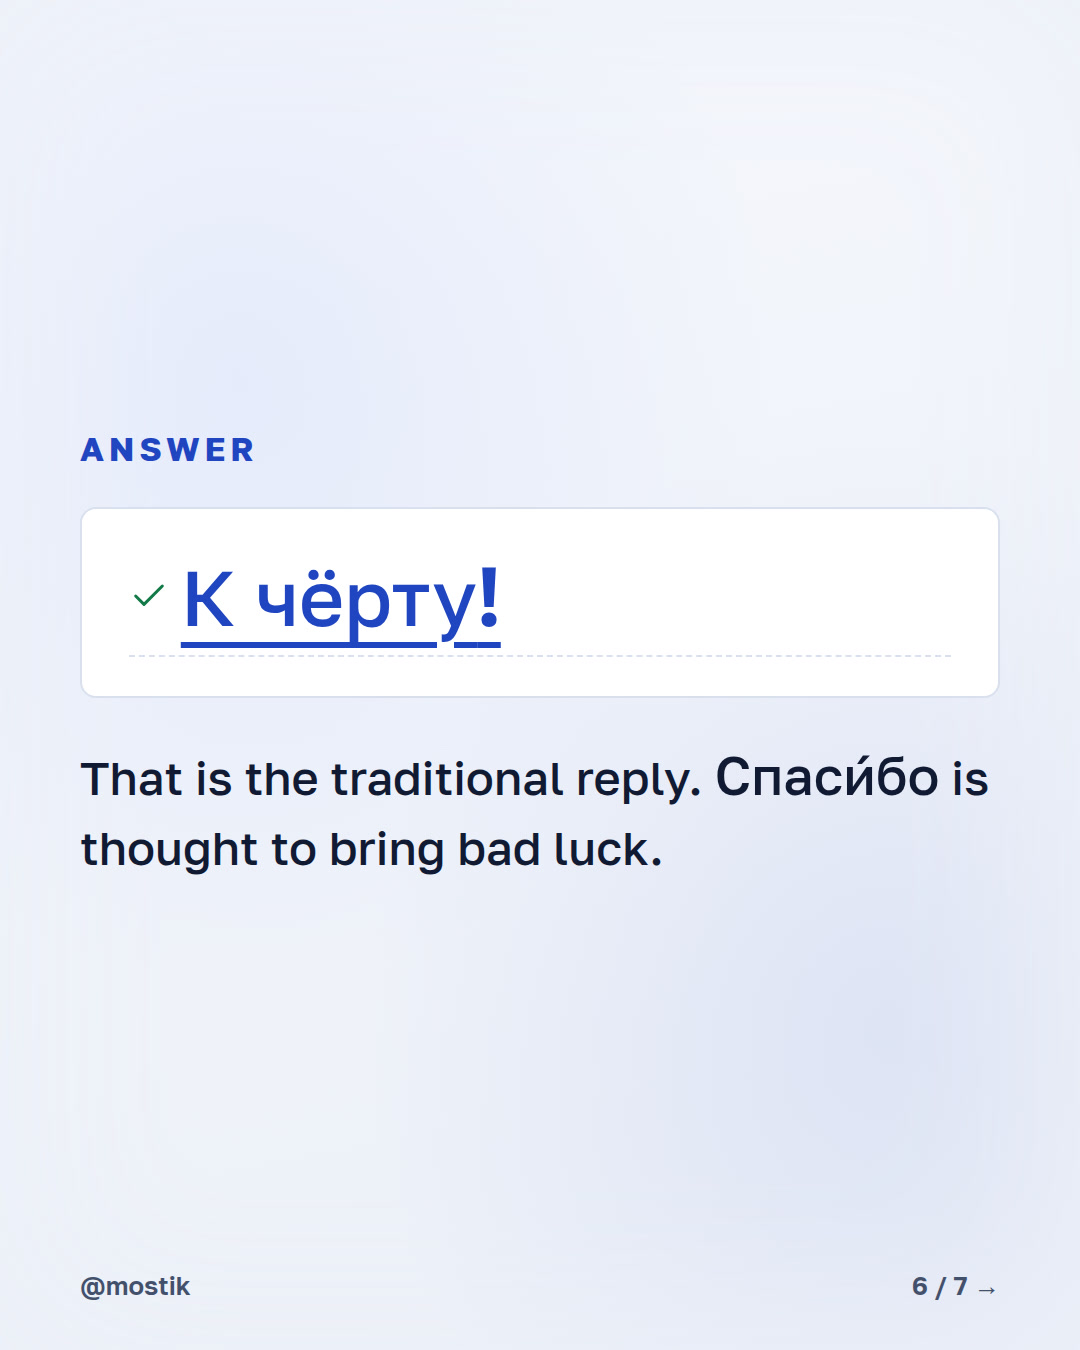 ANSWER
✓ К чёрту!
That is the traditional reply. Спаси́бо is
thought to bring bad luck.
@mostik
6 / 7 →